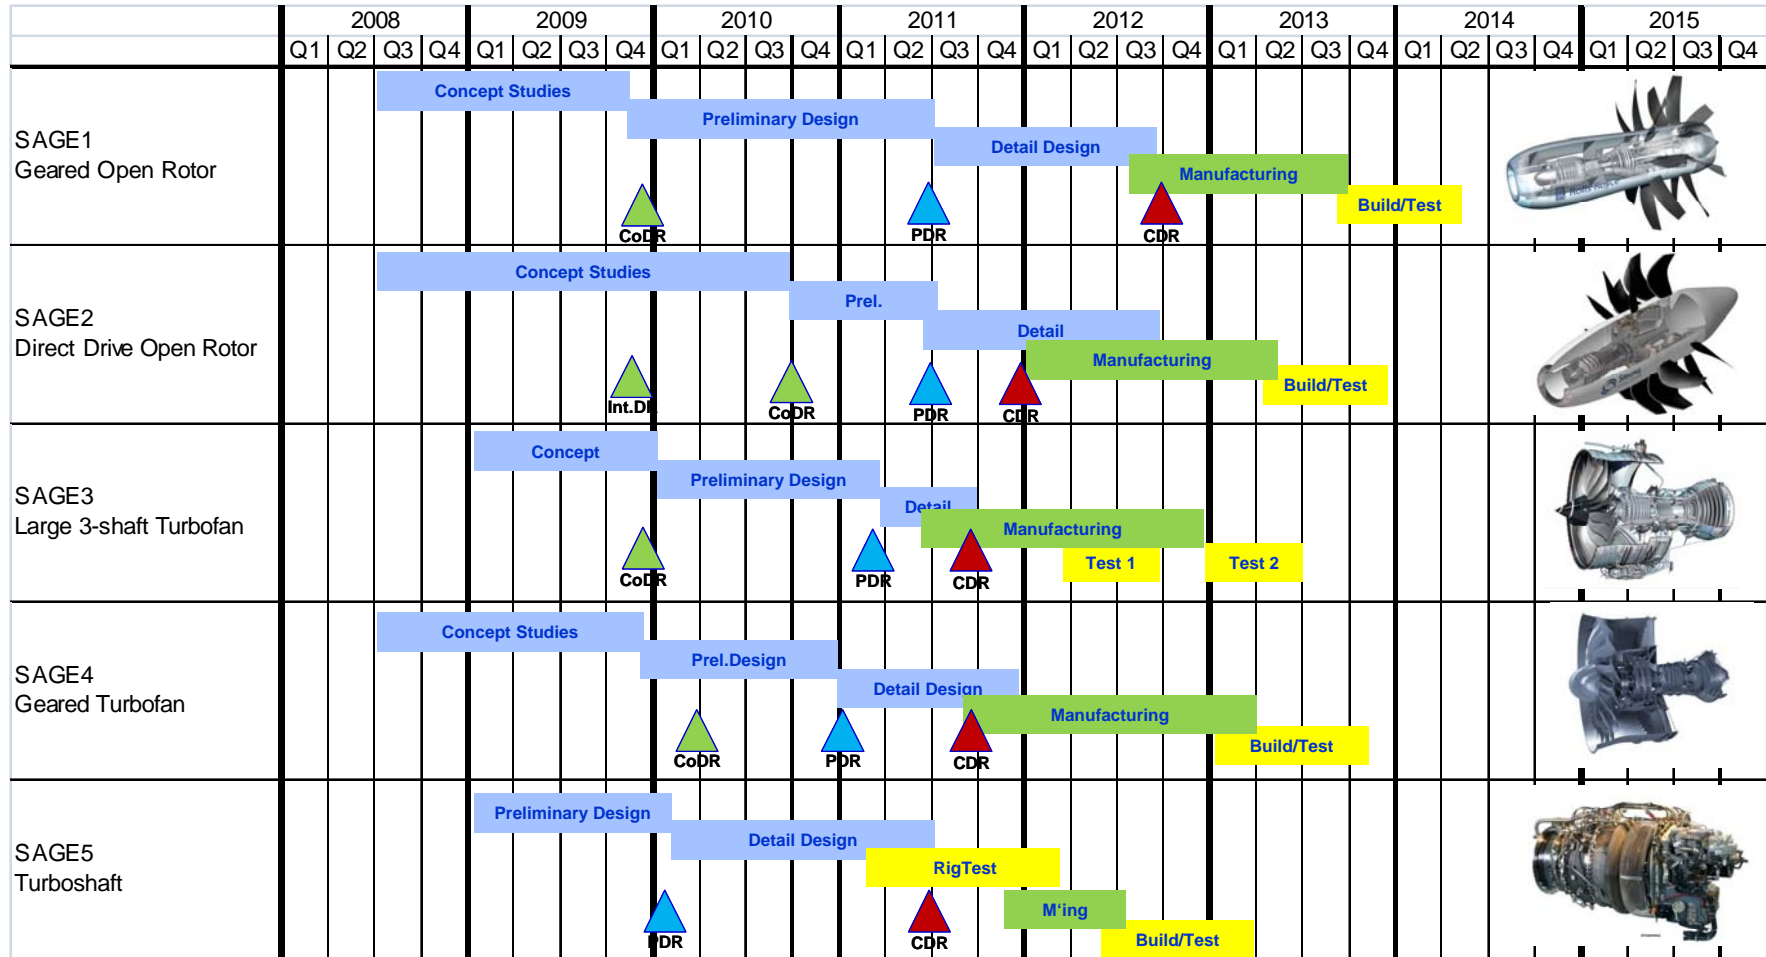 2008 2009 2010 2011 2012 2013 2014 2015
Q1 Q2 Q3 Q4 Q1 Q2 Q3 Q4 Q1 Q2 Q3 Q4 Q1 Q2 Q3 Q4 Q1 Q2 Q3 Q4 Q1 Q2 Q3 Q4 Q1 Q2 Q3 Q4 Q1 Q2 Q3 Q4
SAGE1
Geared Open Rotor
Concept Studies
Preliminary Design
Detail Design
Manufacturing
Build/Test
CoDR PDR CDR
Rolls-Royce
SAGE2
Direct Drive Open Rotor
Concept Studies
Prel.
Detail
Manufacturing
Build/Test
Int.DR CoDR PDR CDR
SAGE3
Large 3-shaft Turbofan
Concept
Preliminary Design
Detail
Manufacturing
Test 1 Test 2
CoDR PDR CDR
SAGE4
Geared Turbofan
Concept Studies
Prel.Design
Detail Design
Manufacturing
Build/Test
CoDR PDR CDR
SAGE5
Turboshaft
Preliminary Design
Detail Design
RigTest
M‘ing
Build/Test
PDR CDR